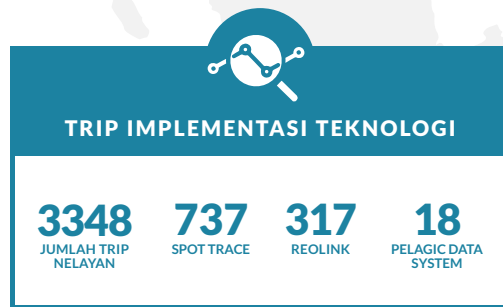 TRIP IMPLEMENTASI TEKNOLOGI
3348 737 317 18
JUMLAH TRIP NELAYAN SPOT TRACE REOLINK PELAGIC DATA SYSTEM